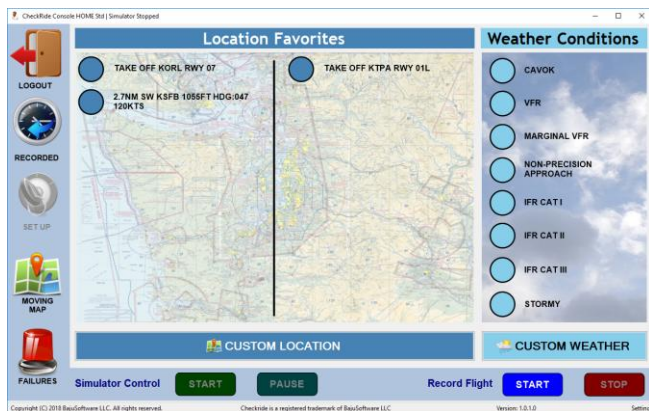 CheckRide Console HOME Std | Simulator Stopped
Location Favorites
Weather Conditions
LOGOUT
RECORDED
SET UP
MOVING
MAP
FAILURES
TAKE OFF KORL RWY 07
2.7NM SW KSFB 1055FT HDG:047
120KTS
TAKE OFF KTPA RWY 01L
CAVOK
VFR
MARGINAL VFR
NON-PRECISION
APPROACH
IFR CAT I
IFR CAT II
IFR CAT III
STORMY
CUSTOM LOCATION
CUSTOM WEATHER
Simulator Control
START
PAUSE
Record Flight
START
STOP
Copyright (C) 2018 BajuSoftware LLC. All rights reserved.
Checkride is a registered trademark of BajuSoftware LLC
Version: 1.0.1.0
Setting